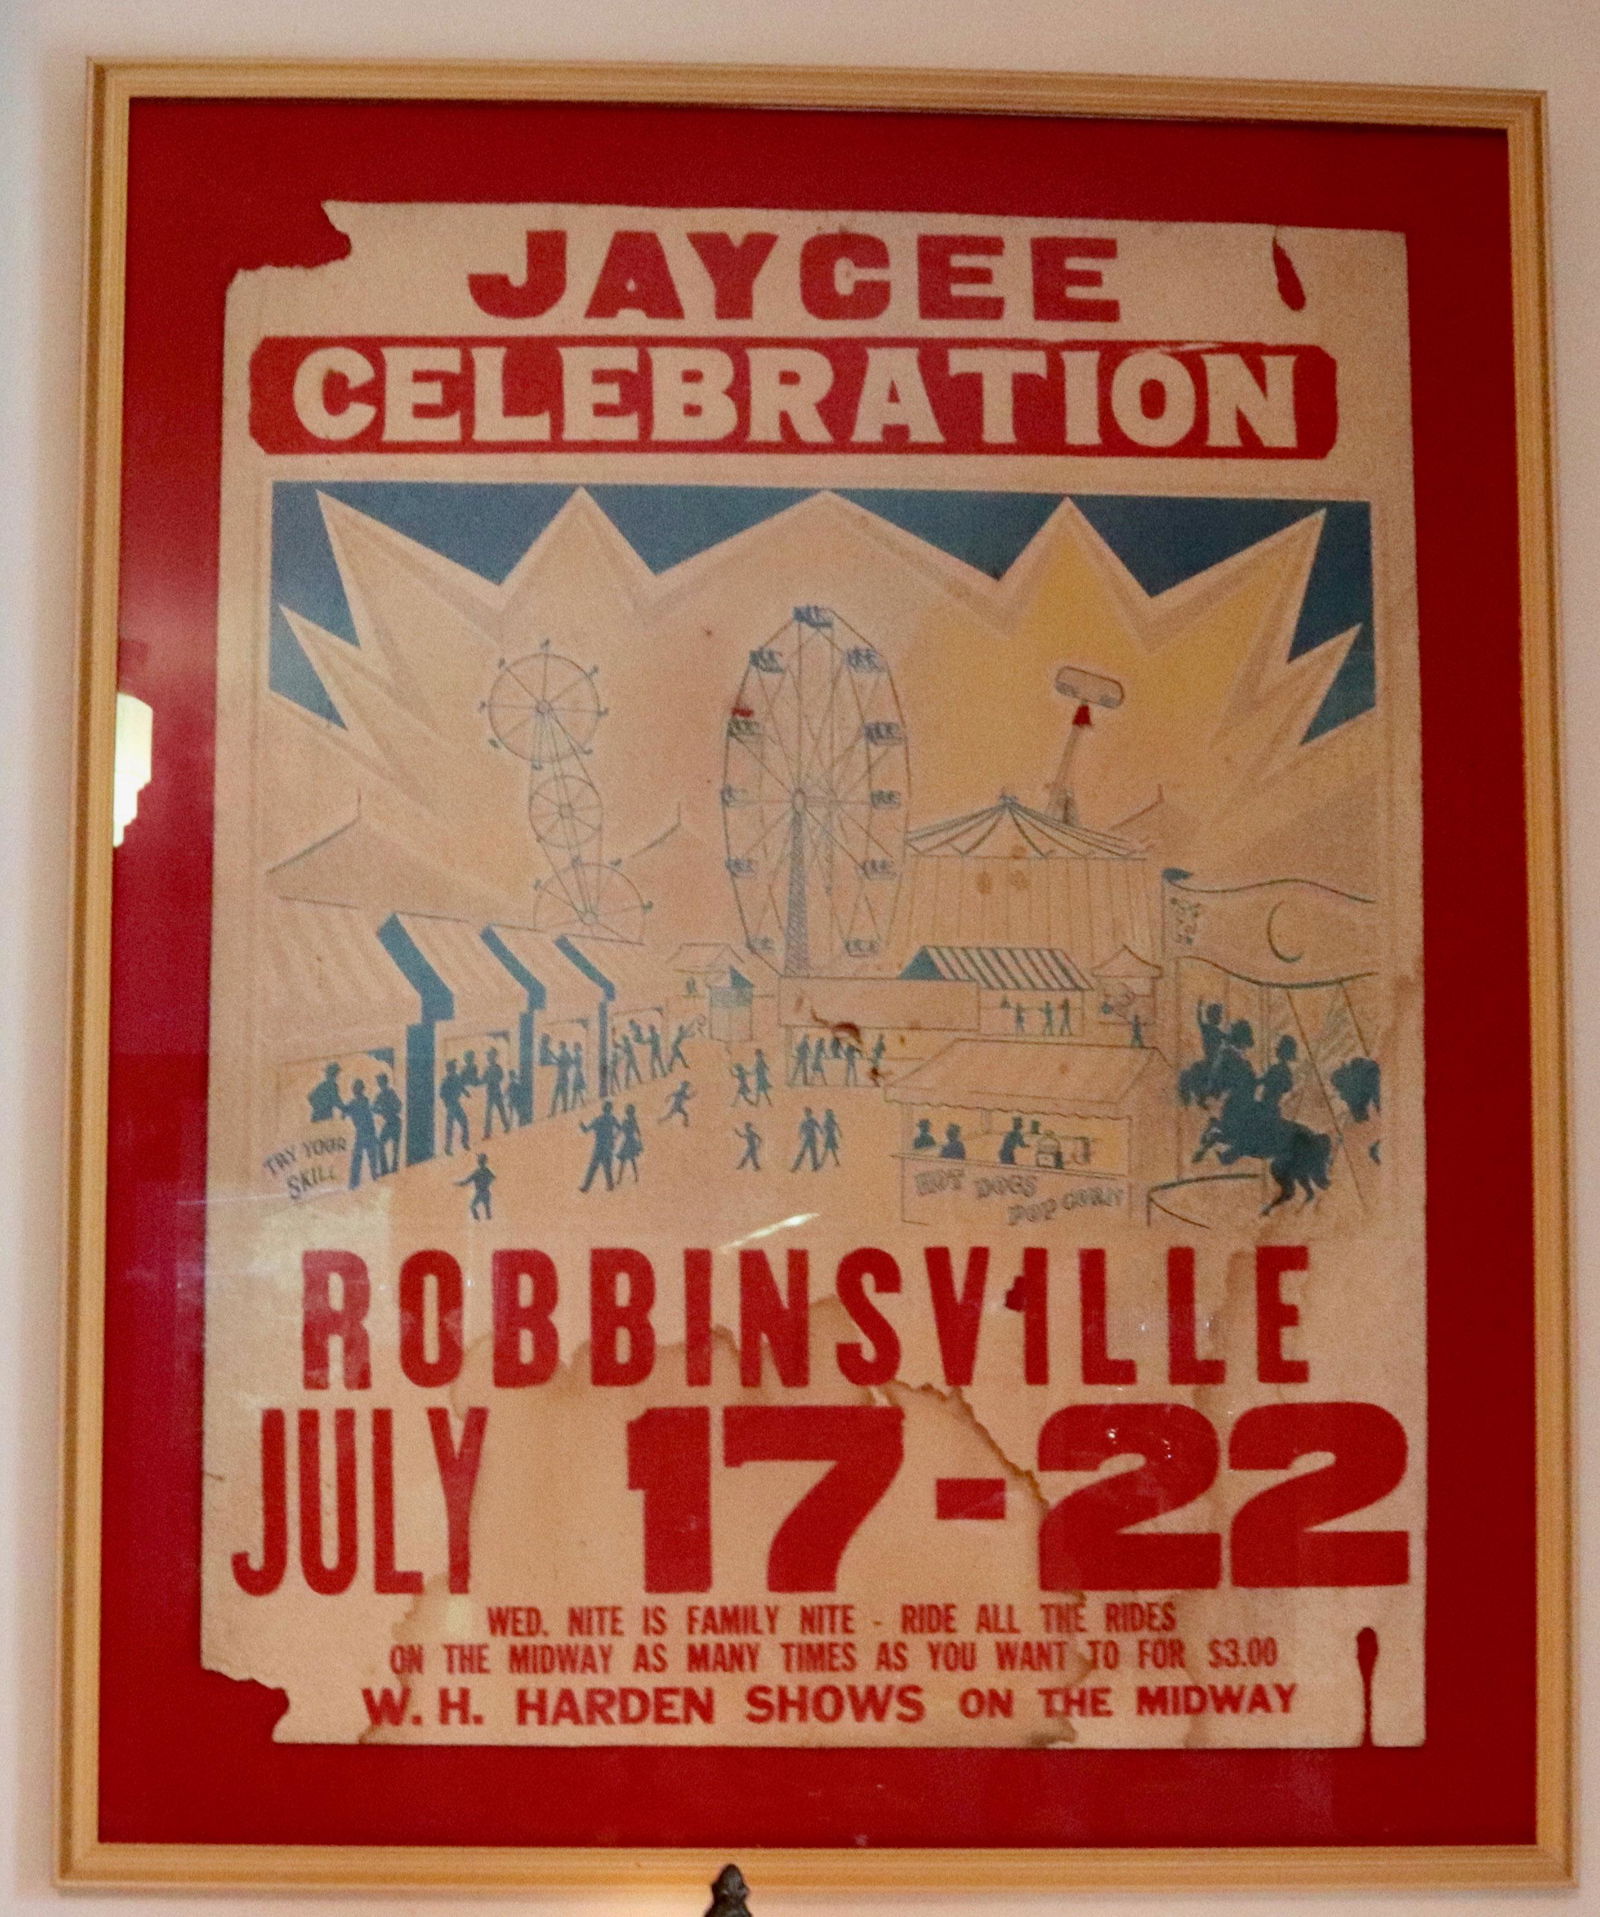 JAYCEE
CELEBRATION
TRY YOUR
SKILL
HOT DOGS
POP CORN
ROBBINSVILLE
JULY 17-22
WED. NITE IS FAMILY NITE - RIDE ALL THE RIDES
ON THE MIDWAY AS MANY TIMES AS YOU WANT TO FOR $3.00
W. H. HARDEN SHOWS ON THE MIDWAY